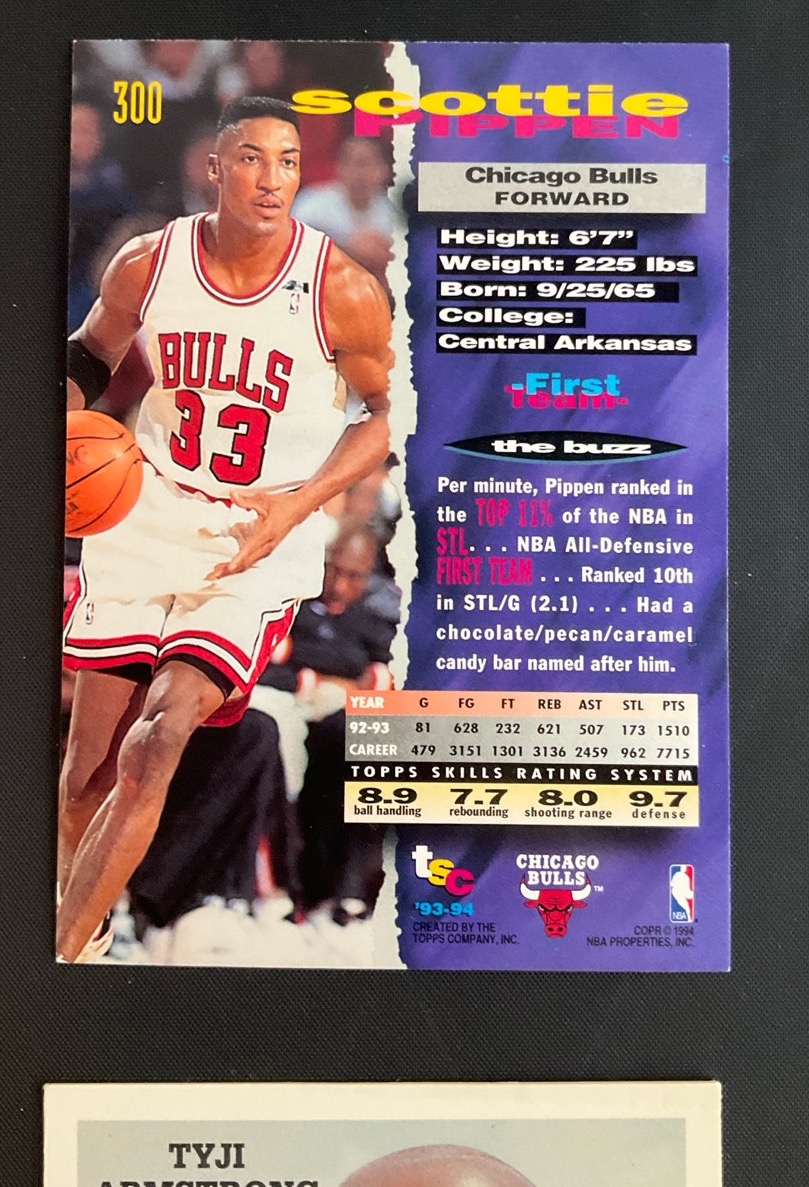 300
scottie
PIPPEN
Chicago Bulls
FORWARD
Height: 6'7"
Weight: 225 lbs
Born: 9/25/65
College:
Central Arkansas
-First
Team-
the buzz
Per minute, Pippen ranked in
the TOP 11% of the NBA in
STL. . . NBA All-Defensive
FIRST TEAM . . . Ranked 10th
in STL/G (2.1) . . . Had a
chocolate/pecan/caramel
candy bar named after him.
YEAR G FG FT REB AST STL PTS
92-93 81 628 232 621 507 173 1510
CAREER 479 3151 1301 3136 2459 962 7715
TOPPS SKILLS RATING SYSTEM
8.9 7.7 8.0 9.7
ball handling rebounding shooting range defense
BULLS
33
tsc
'93-94
CREATED BY THE
TOPPS COMPANY, INC.
CHICAGO
BULLS
TM
NBA
COPR © 1994
NBA PROPERTIES, INC.
TYJI
ARMSTRONG